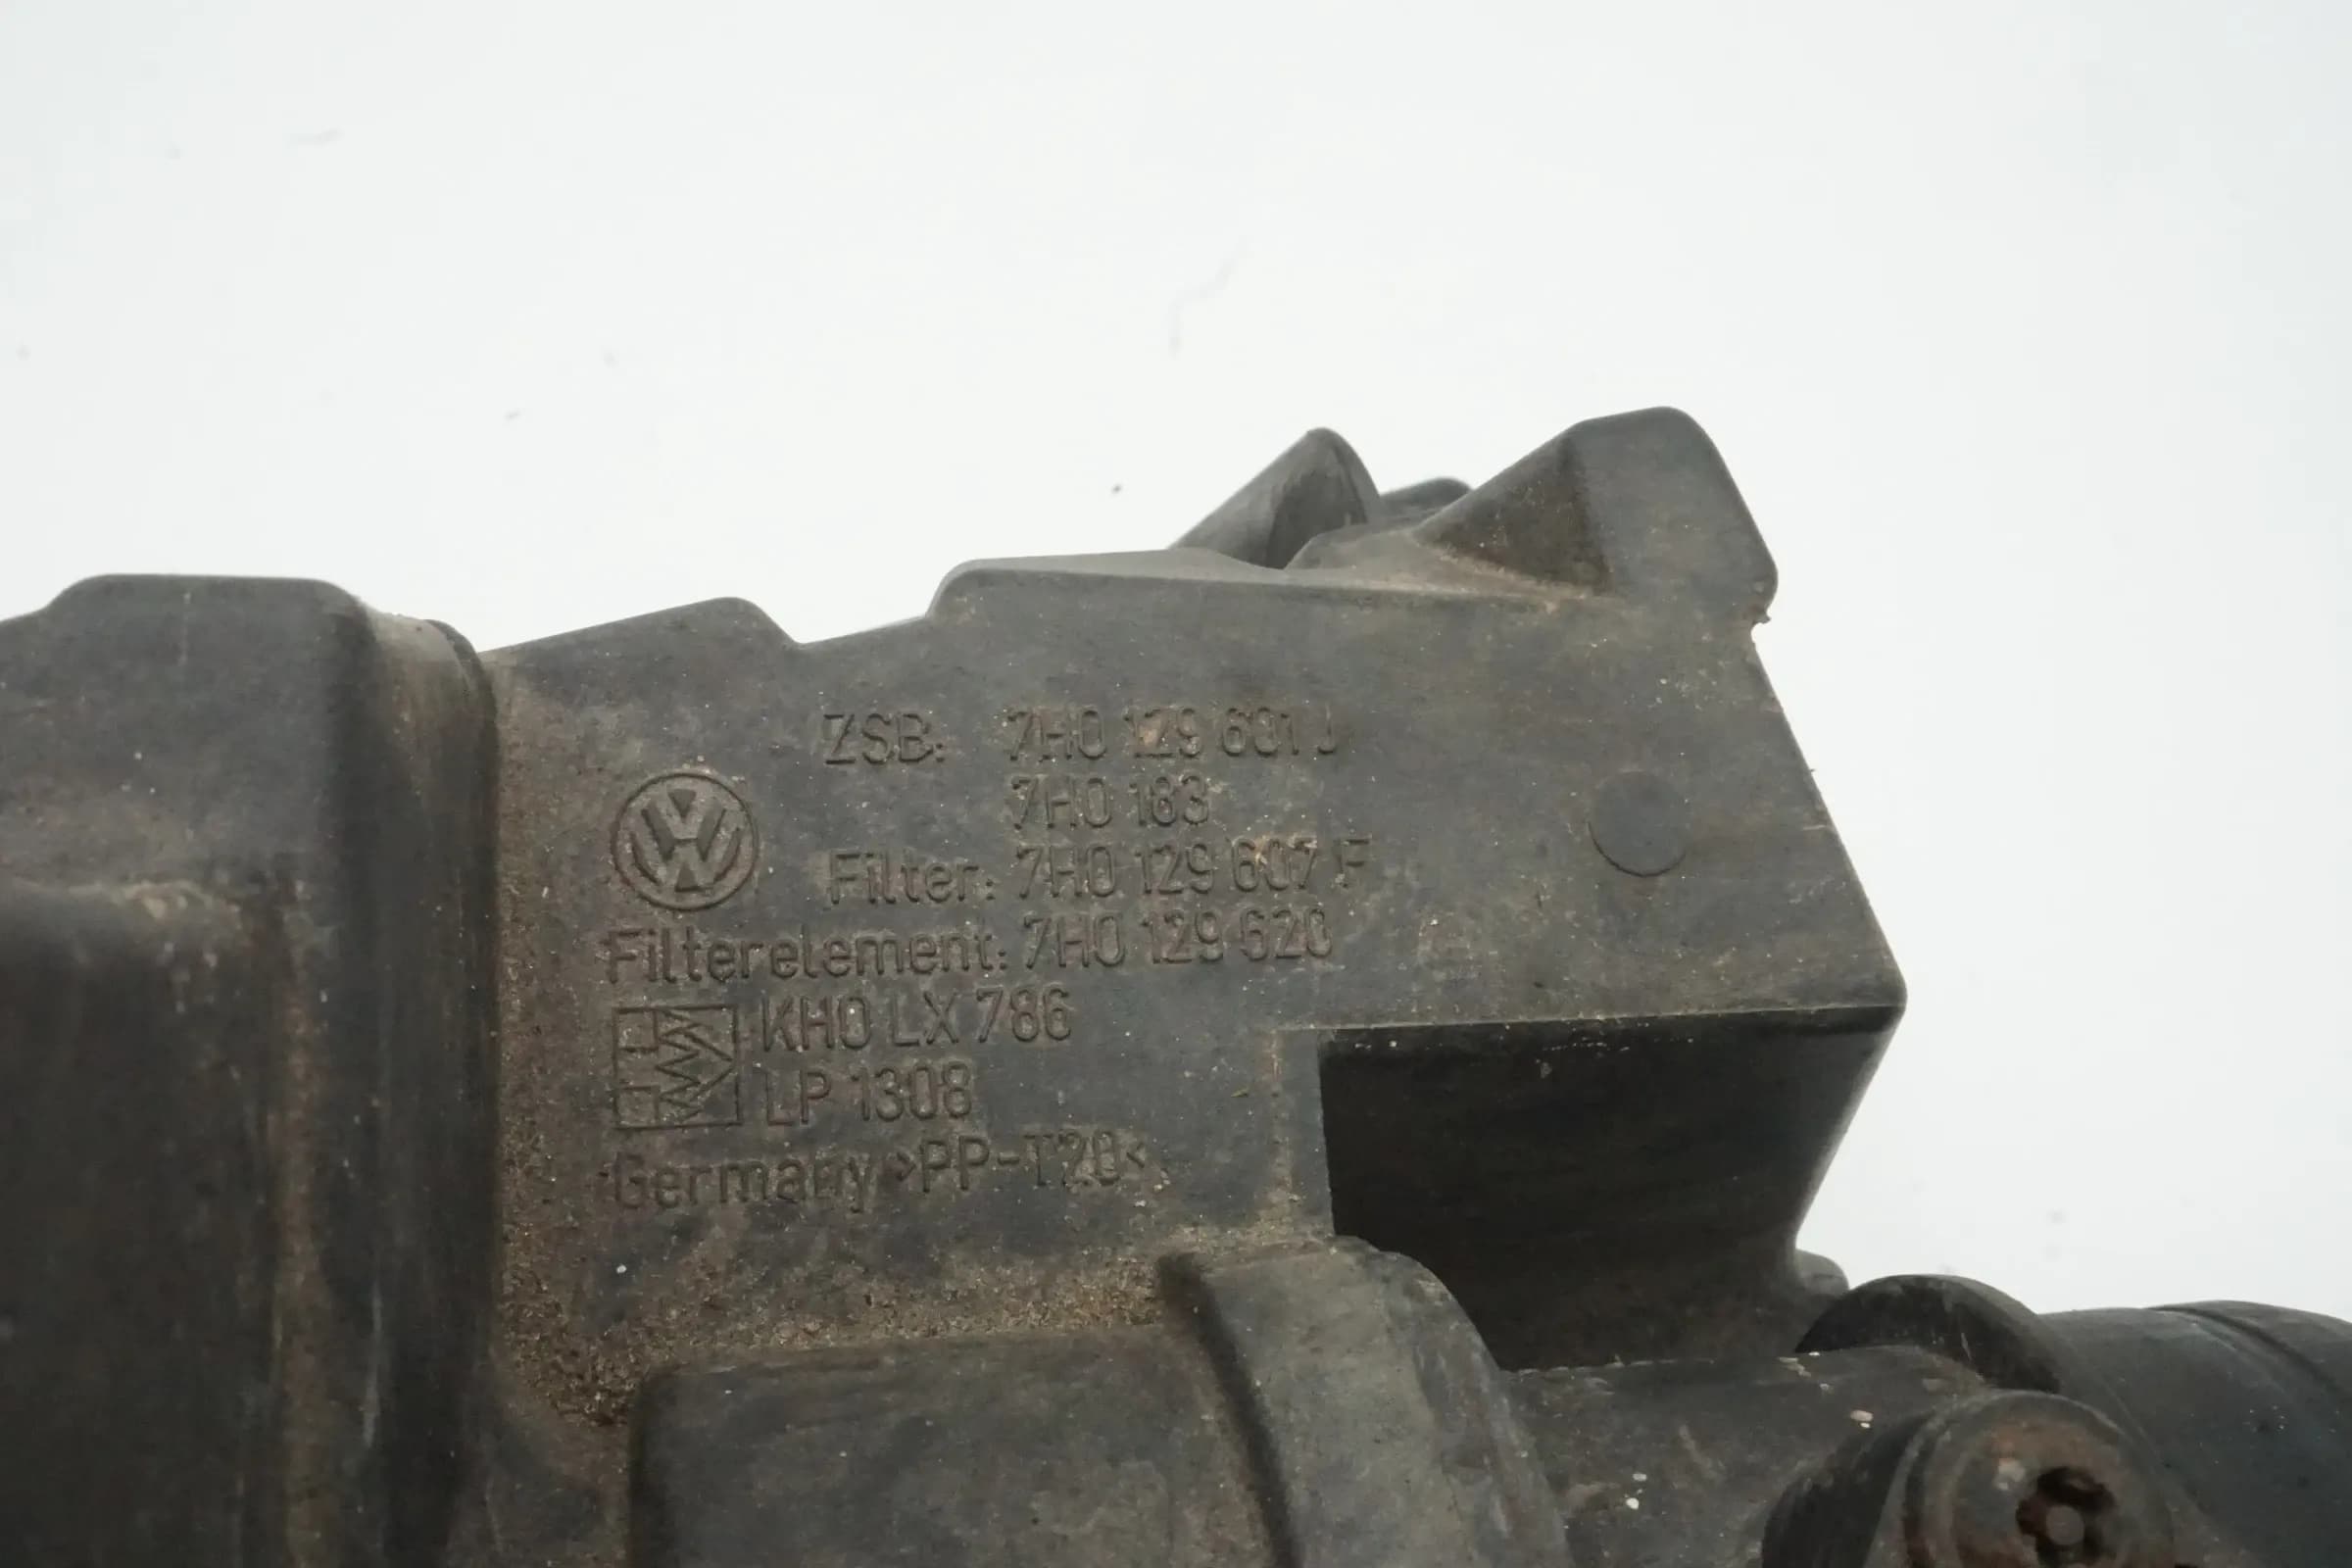 ZSB: 7H0 129 601 J
7H0 183
Filter: 7H0 129 607 F
Filterelement: 7H0 129 620
KHO LX 786
LP 1308
Germany >PP-T20<